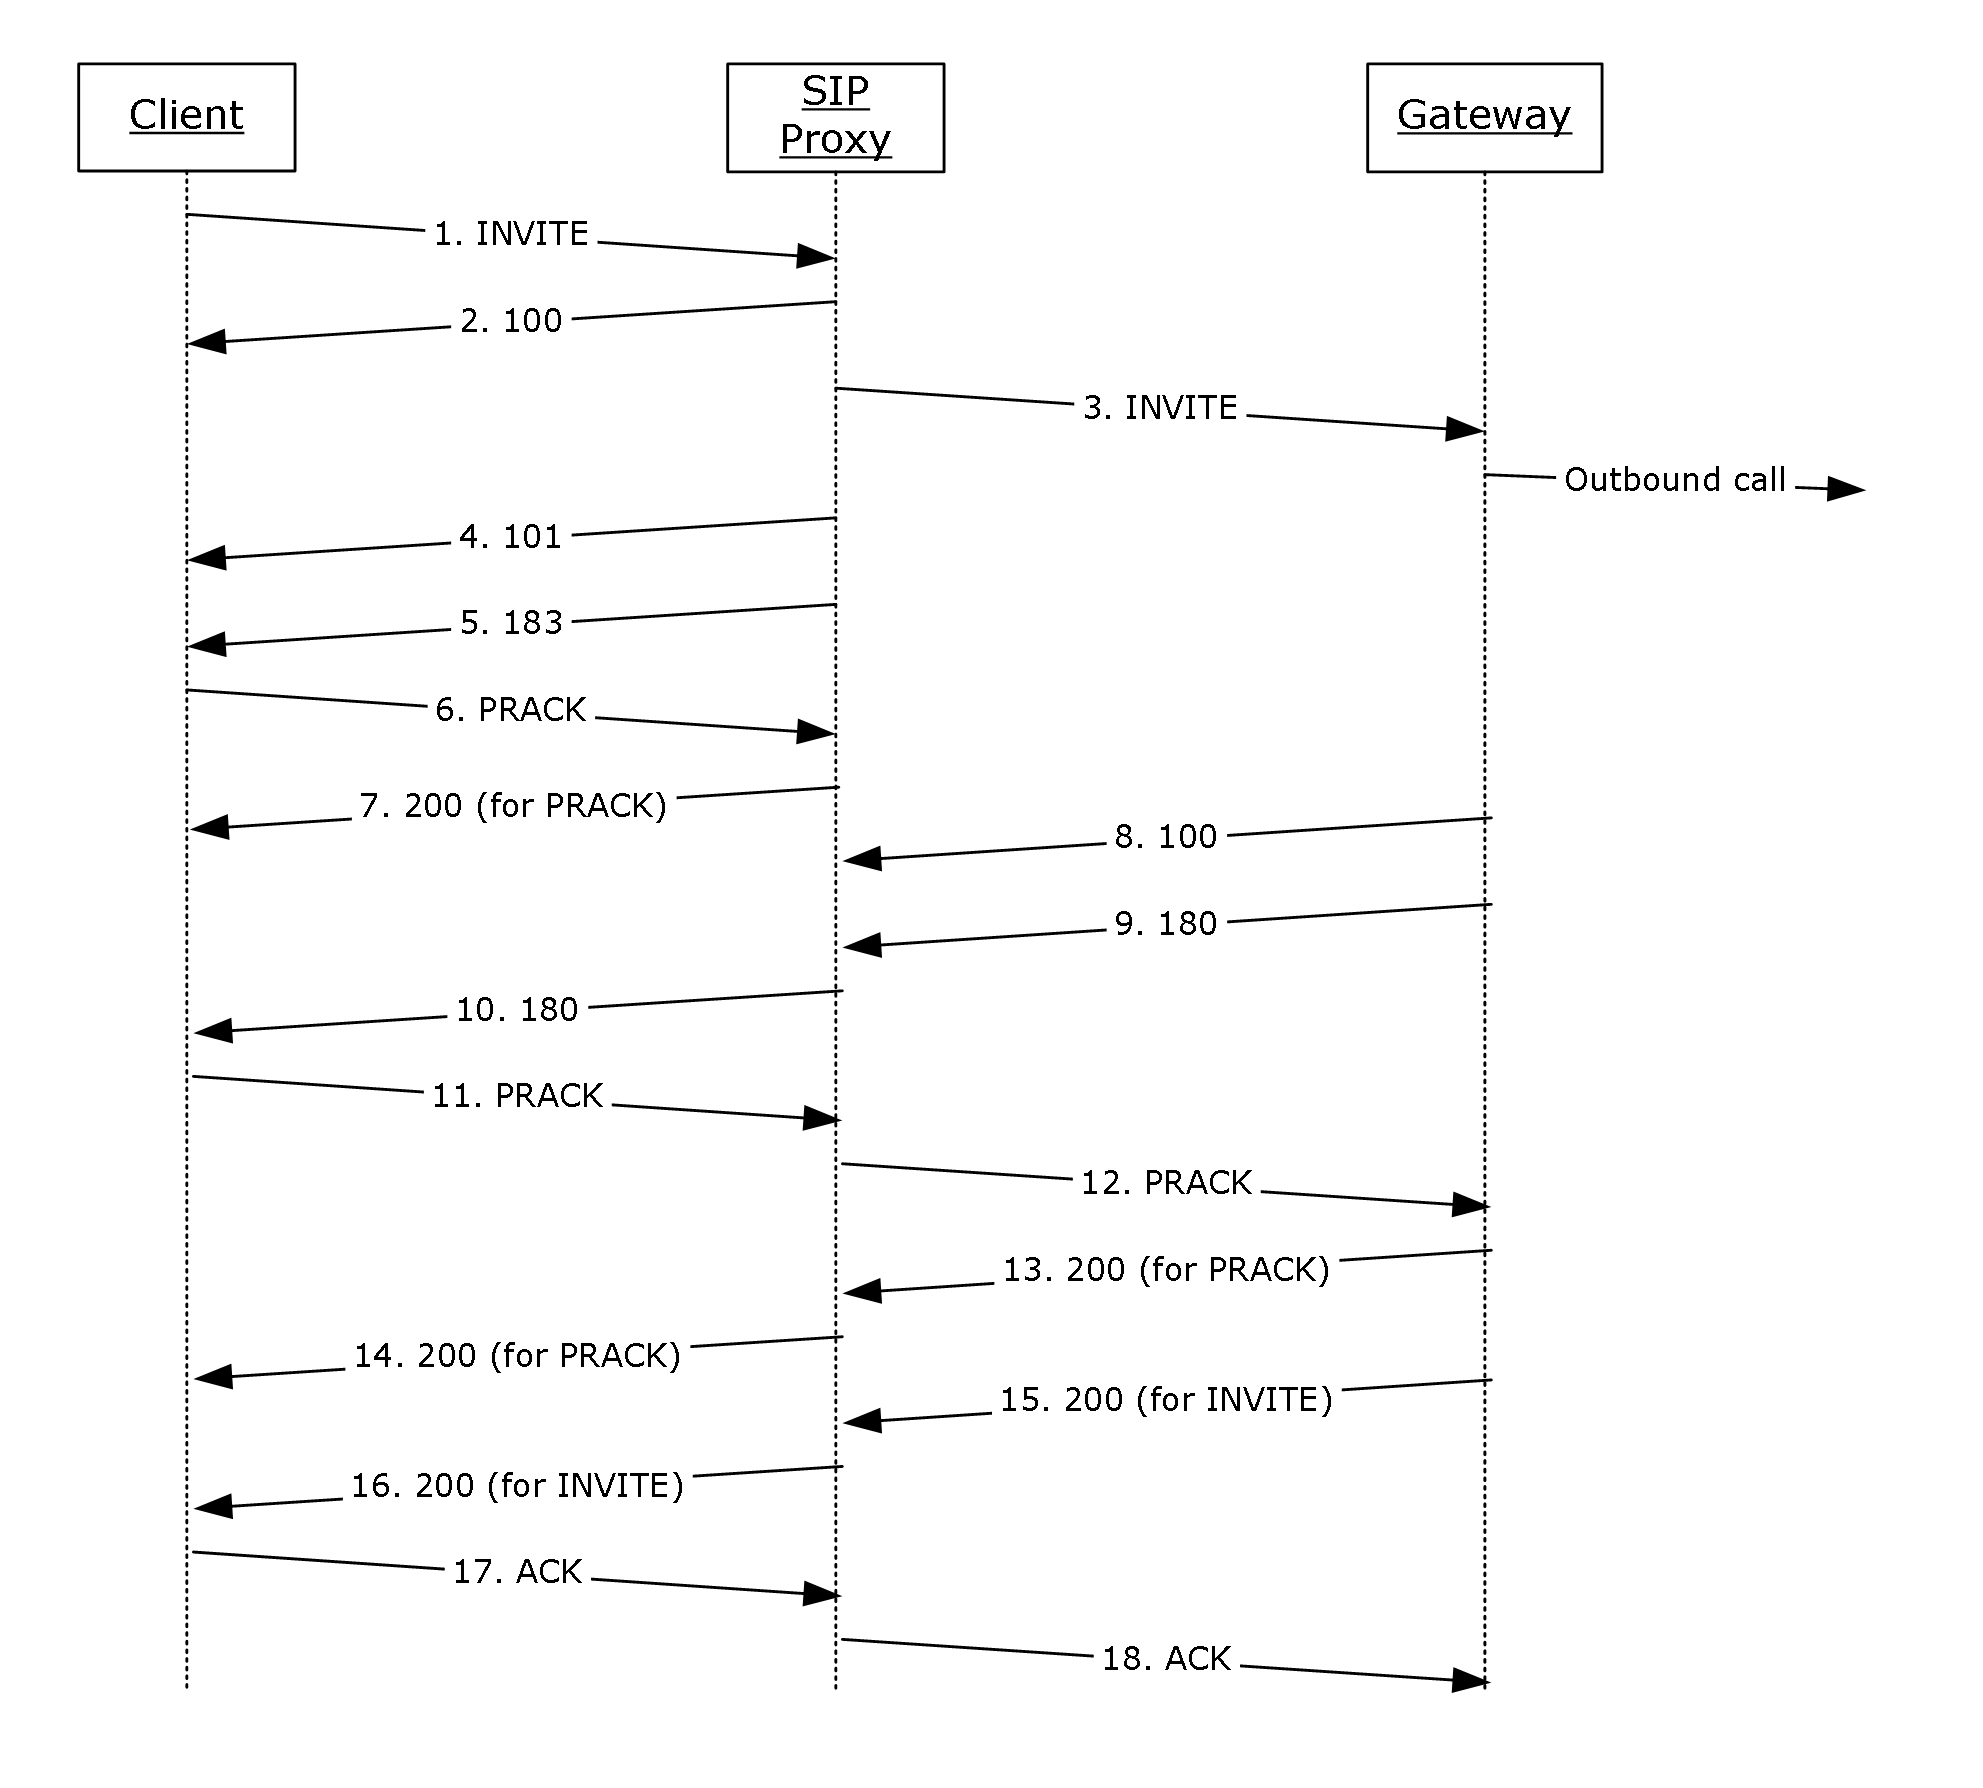 Client
SIP
Proxy
Gateway
1. INVITE
2. 100
3. INVITE
Outbound call
4. 101
5. 183
6. PRACK
7. 200 (for PRACK)
8. 100
9. 180
10. 180
11. PRACK
12. PRACK
13. 200 (for PRACK)
14. 200 (for PRACK)
15. 200 (for INVITE)
16. 200 (for INVITE)
17. ACK
18. ACK